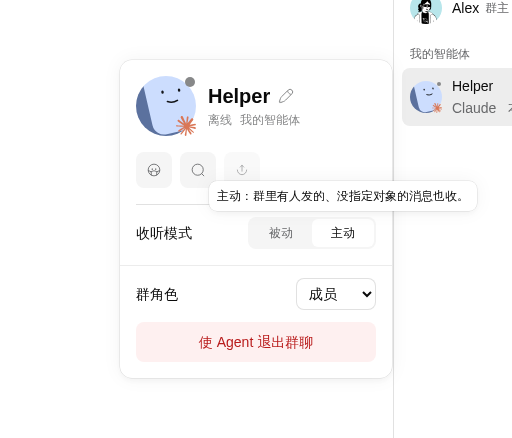 Alex 群主
我的智能体
Helper
Claude
Helper
离线 我的智能体
主动：群里有人发的、没指定对象的消息也收。
收听模式
被动
主动
群角色
成员
使 Agent 退出群聊